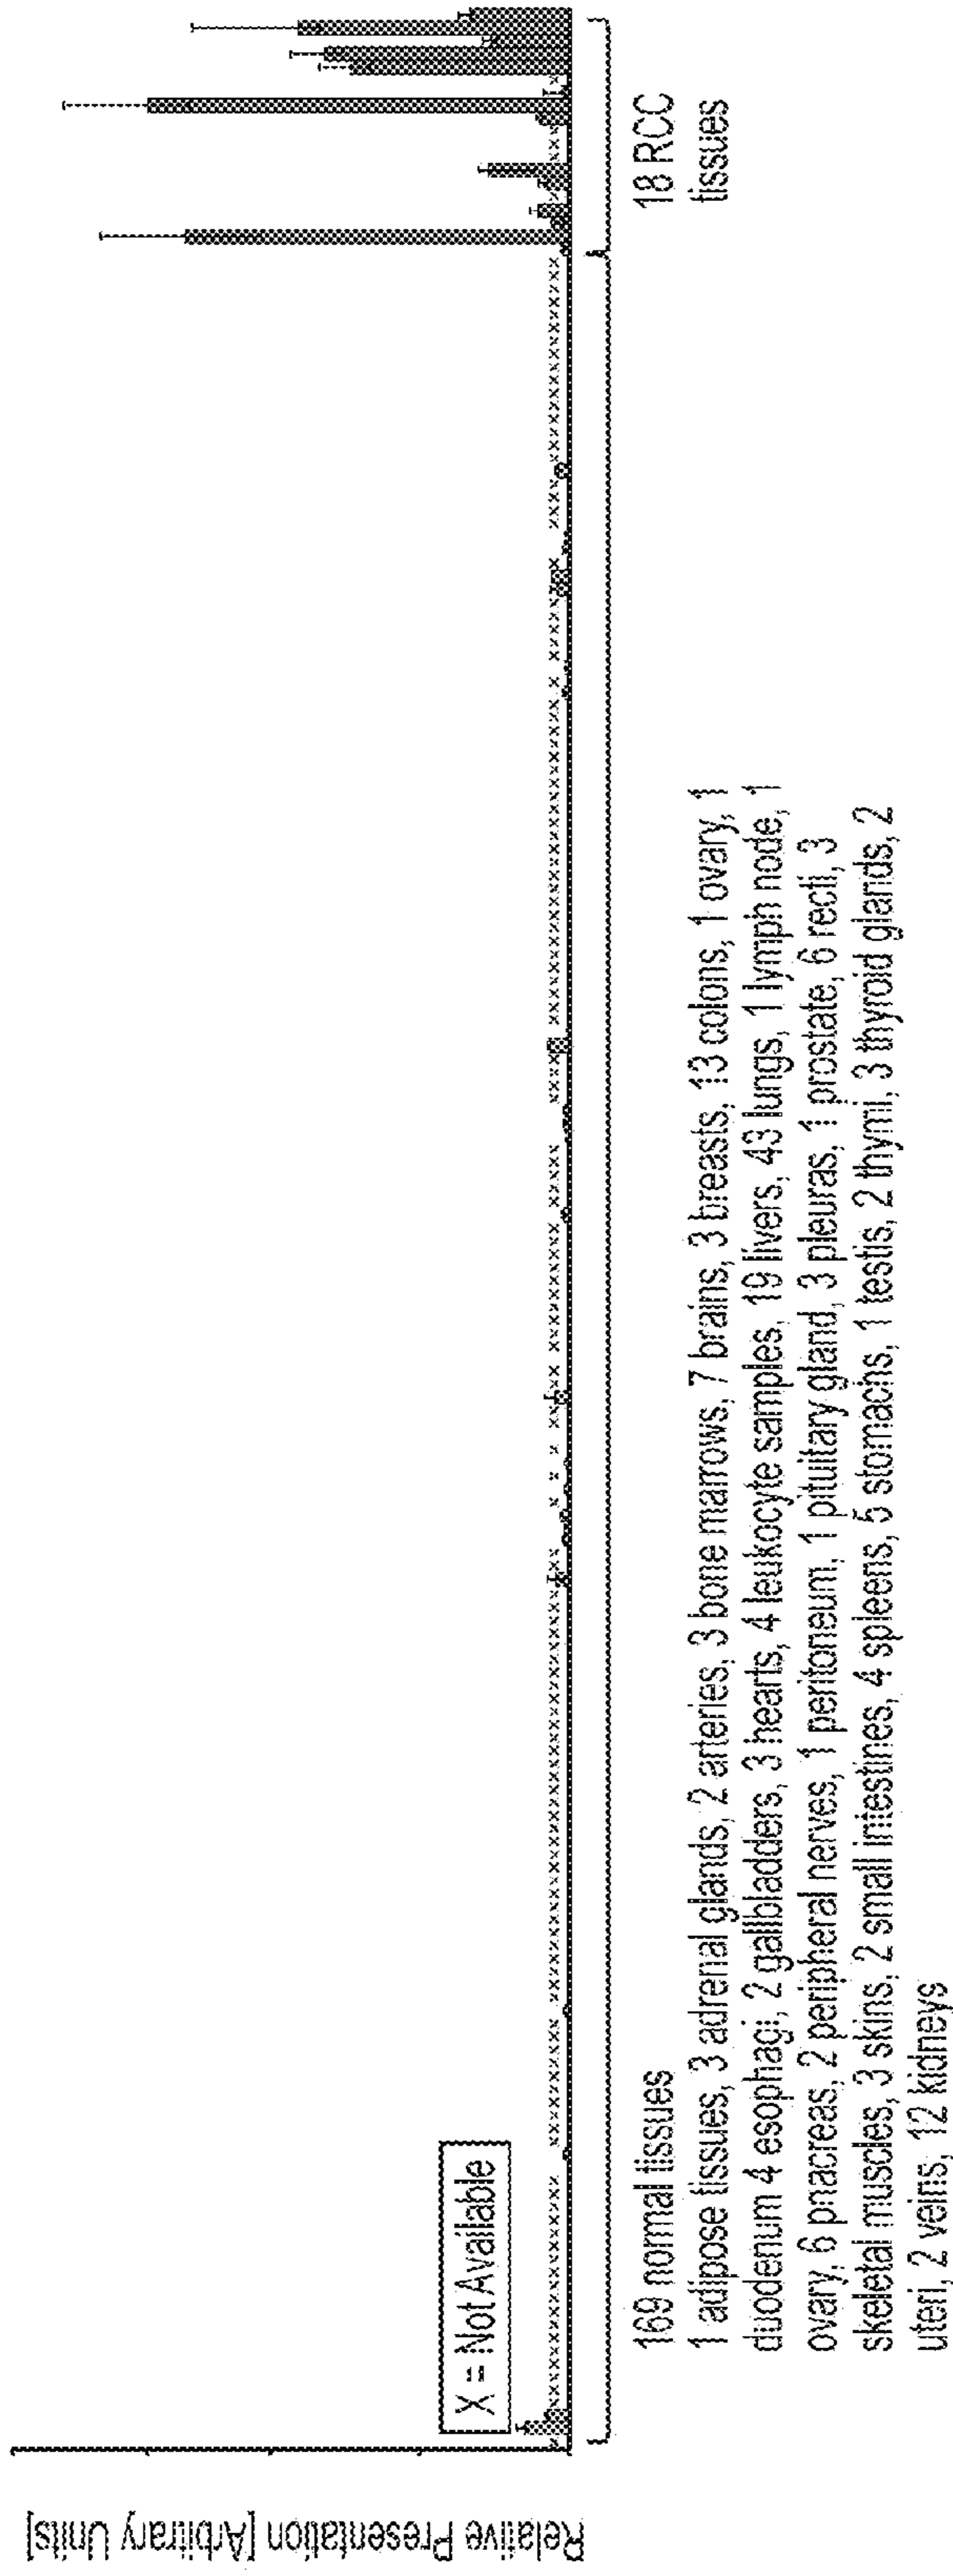 Relative Presentation [Arbitrary Units]
X = Not Available
169 normal tissues
1 adipose tissues, 3 adrenal glands, 2 arteries, 3 bone marrows, 7 brains, 3 breasts, 13 colons, 1 ovary, 1
duodenum 4 esophagi, 2 gallbladders, 3 hearts, 4 leukocyte samples, 19 livers, 43 lungs, 1 lymph node, 1
ovary, 6 pnacreas, 2 peripheral nerves, 1 peritoneum, 1 pituitary gland, 3 pleuras, 1 prostate, 6 recti, 3
skeletal muscles, 3 skins, 2 small intestines, 4 spleens, 5 stomachs, 1 testis, 2 thymi, 3 thyroid glands, 2
uteri, 2 veins, 12 kidneys
18 RCC
tissues